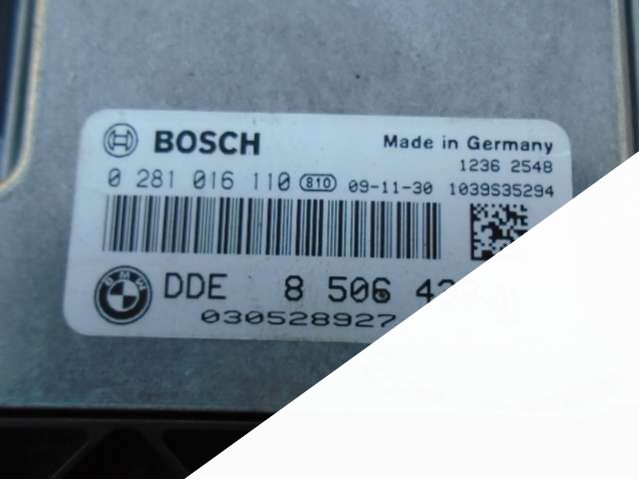 BOSCH
Made in Germany
1236 2548
0 281 016 110 810 09-11-30 1039S35294
BMW
DDE 8 506
030528927